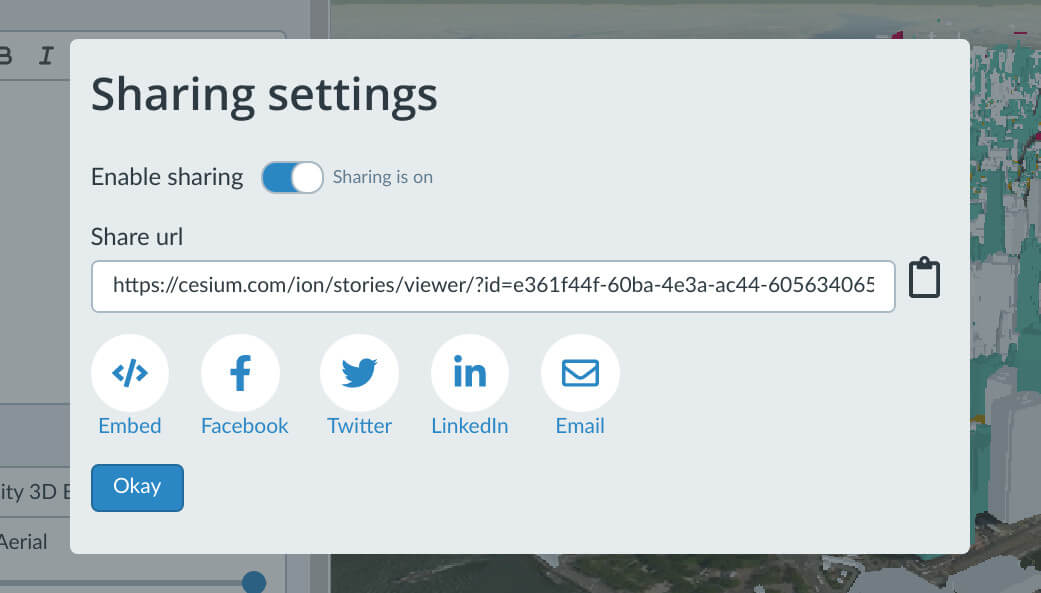 B I
Sharing settings
Enable sharing Sharing is on
Share url
https://cesium.com/ion/stories/viewer/?id=e361f44f-60ba-4e3a-ac44-605634065
Embed Facebook Twitter LinkedIn Email
Okay
ity 3D
Aerial